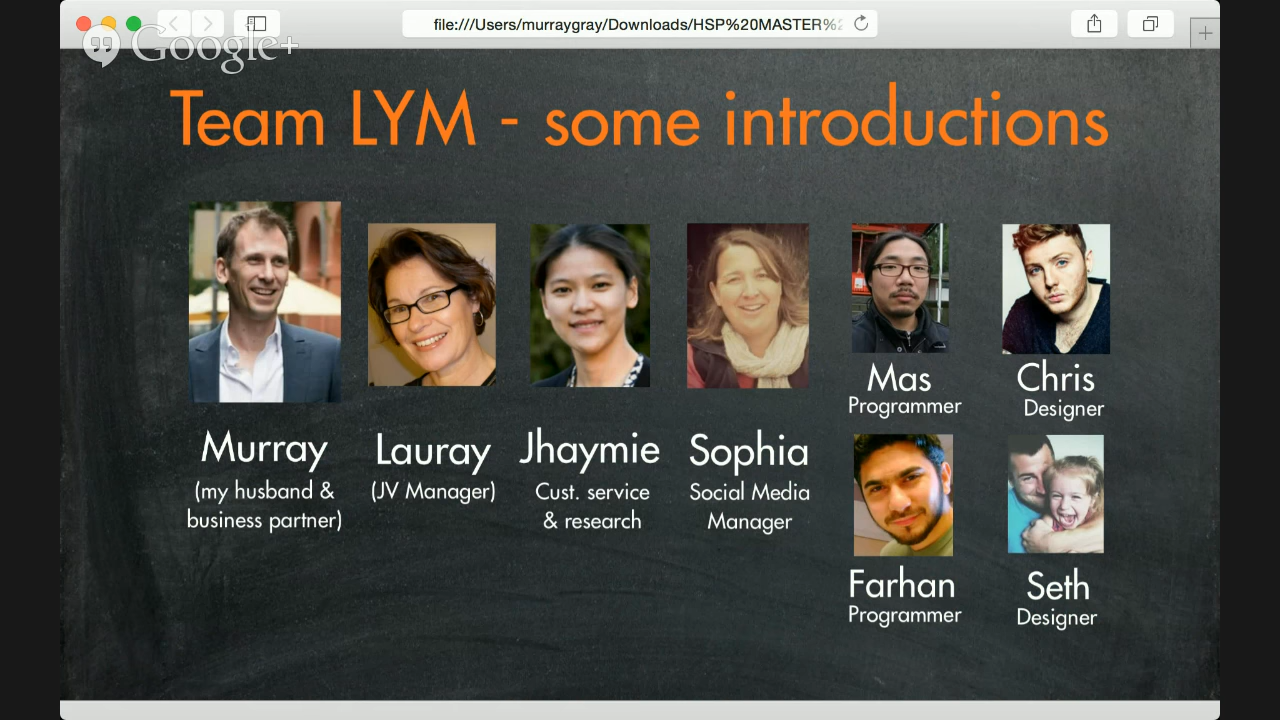 file:///Users/murraygray/Downloads/HSP%20MASTER%2
Google+
Team LYM - some introductions
Murray
(my husband &
business partner)
Lauray
(JV Manager)
Jhaymie
Cust. service
& research
Sophia
Social Media
Manager
Mas
Programmer
Chris
Designer
Farhan
Programmer
Seth
Designer